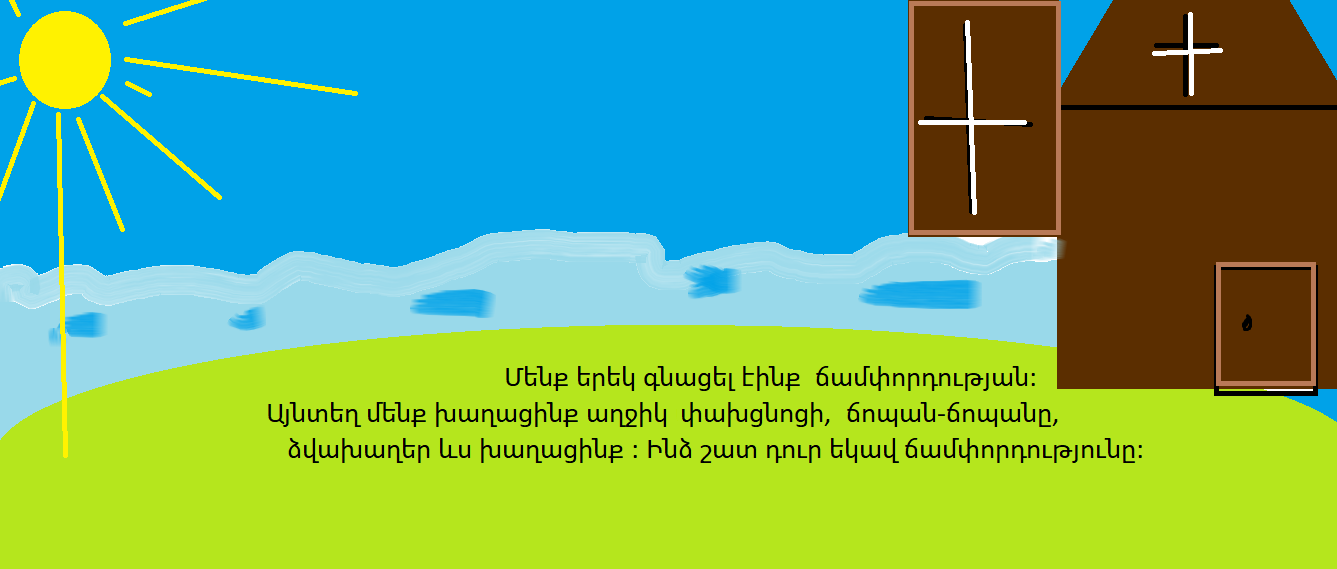 Մենք երեկ գնացել էինք ճամփորդության:
Այնտեղ մենք խաղացինք աղջիկ փախցնոցի, ճոպան-ճոպանը,
ձվախաղեր ևս խաղացինք : Ինձ շատ դուր եկավ ճամփորդությունը: